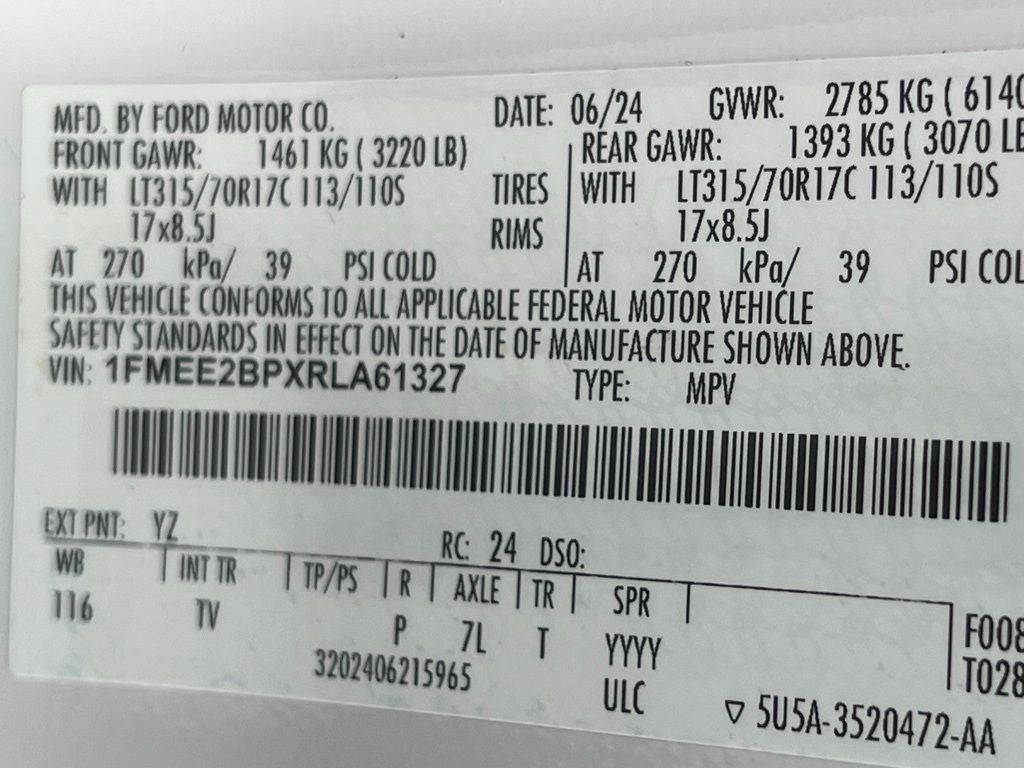 MFD. BY FORD MOTOR CO. DATE: 06/24 GVWR: 2785 KG ( 6140
FRONT GAWR: 1461 KG ( 3220 LB) REAR GAWR: 1393 KG ( 3070 LB
WITH LT315/70R17C 113/110S TIRES WITH LT315/70R17C 113/110S
17x8.5J RIMS 17x8.5J
AT 270 kPa/ 39 PSI COLD AT 270 kPa/ 39 PSI COL
THIS VEHICLE CONFORMS TO ALL APPLICABLE FEDERAL MOTOR VEHICLE
SAFETY STANDARDS IN EFFECT ON THE DATE OF MANUFACTURE SHOWN ABOVE.
VIN: 1FMEE2BPXRLA61327 TYPE: MPV
EXT PNT: YZ RC: 24 DSO:
WB INT TR TP/PS R AXLE TR SPR
116 TV P 7L T YYYY
F008
T028
3202406215965 ULC ▽ 5U5A-3520472-AA